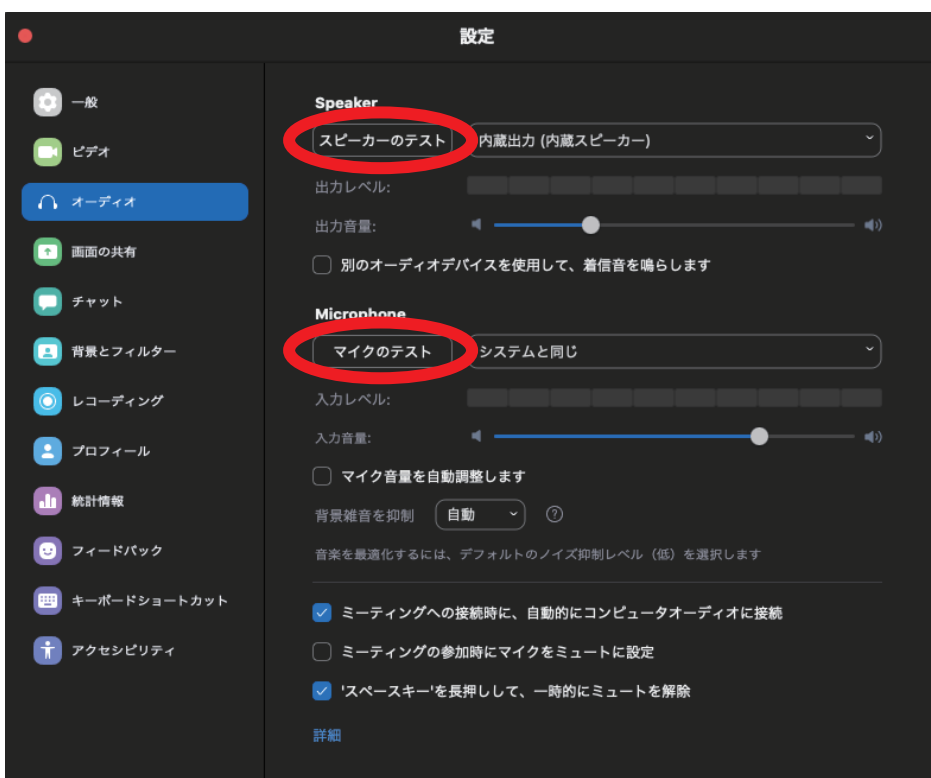 設定
一般
ビデオ
オーディオ
画面の共有
チャット
背景とフィルター
レコーディング
プロフィール
統計情報
フィードバック
キーボードショートカット
アクセシビリティ
Speaker
スピーカーのテスト 内蔵出力 (内蔵スピーカー)
出力レベル:
出力音量:
別のオーディオデバイスを使用して、着信音を鳴らします
Microphone
マイクのテスト システムと同じ
入力レベル:
入力音量:
マイク音量を自動調整します
背景雑音を抑制 自動 ?
音楽を最適化するには、デフォルトのノイズ抑制レベル（低）を選択します
ミーティングへの接続時に、自動的にコンピュータオーディオに接続
ミーティングの参加時にマイクをミュートに設定
'スペースキー'を長押しして、一時的にミュートを解除
詳細